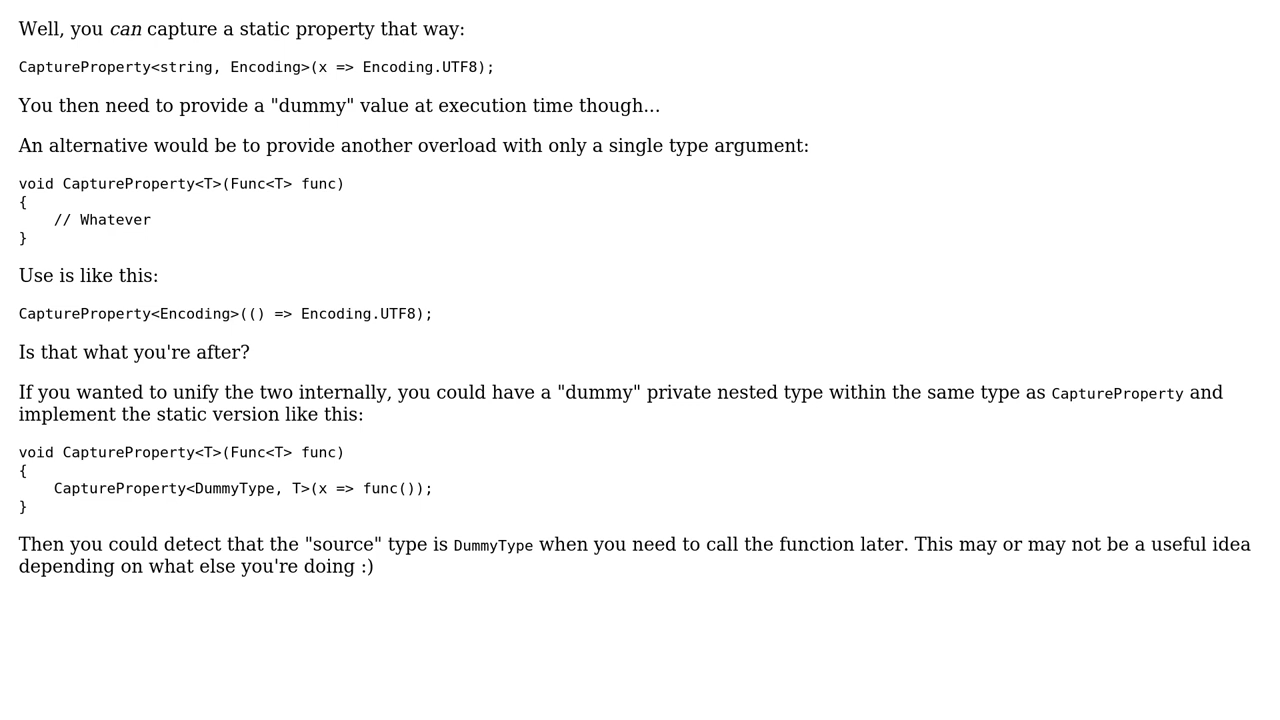 Well, you can capture a static property that way:
CaptureProperty<string, Encoding>(x => Encoding.UTF8);
You then need to provide a "dummy" value at execution time though...
An alternative would be to provide another overload with only a single type argument:
void CaptureProperty<T>(Func<T> func)
{
    // Whatever
}
Use is like this:
CaptureProperty<Encoding>(() => Encoding.UTF8);
Is that what you're after?
If you wanted to unify the two internally, you could have a "dummy" private nested type within the same type as CaptureProperty and
implement the static version like this:
void CaptureProperty<T>(Func<T> func)
{
    CaptureProperty<DummyType, T>(x => func());
}
Then you could detect that the "source" type is DummyType when you need to call the function later. This may or may not be a useful idea
depending on what else you're doing :)